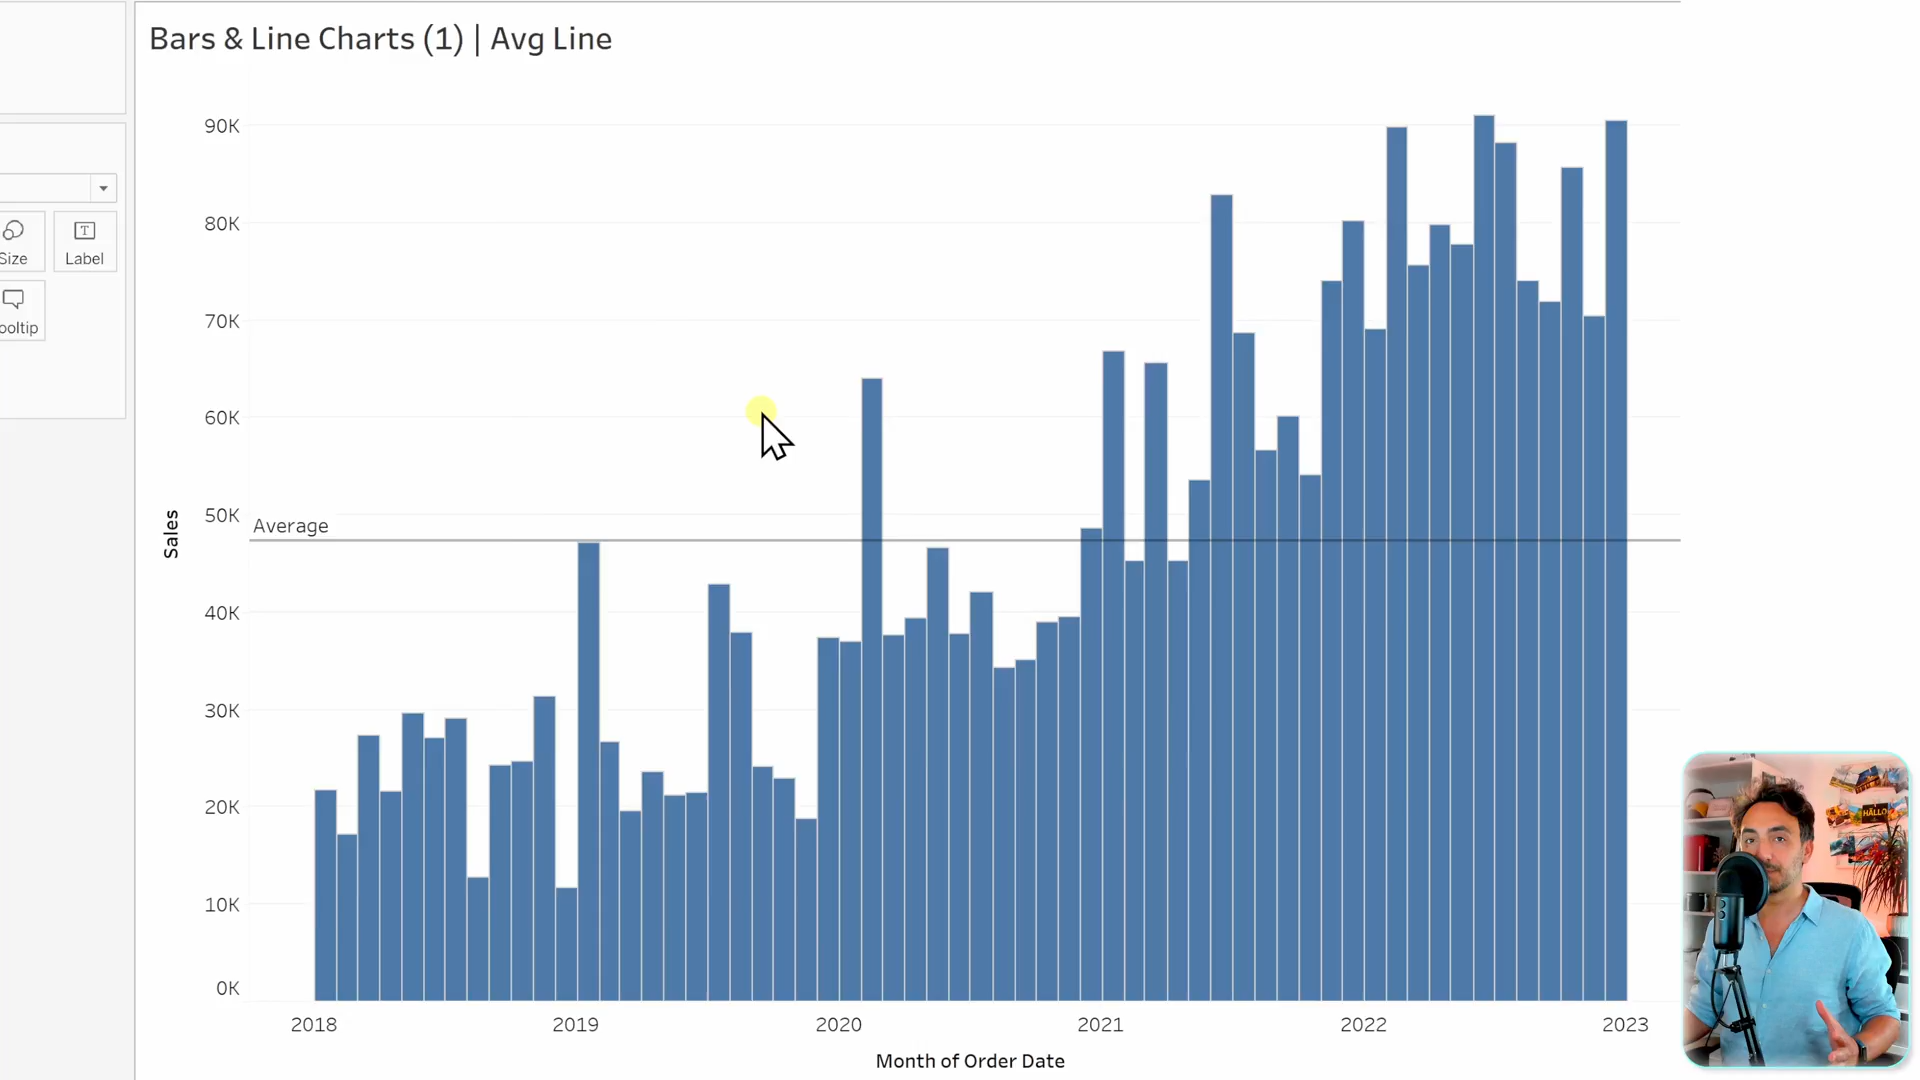 Bars & Line Charts (1) | Avg Line
Size
Label
ooltip
90K
80K
70K
60K
50K
40K
30K
20K
10K
0K
Average
Sales
2018
2019
2020
2021
2022
2023
Month of Order Date
HALLO